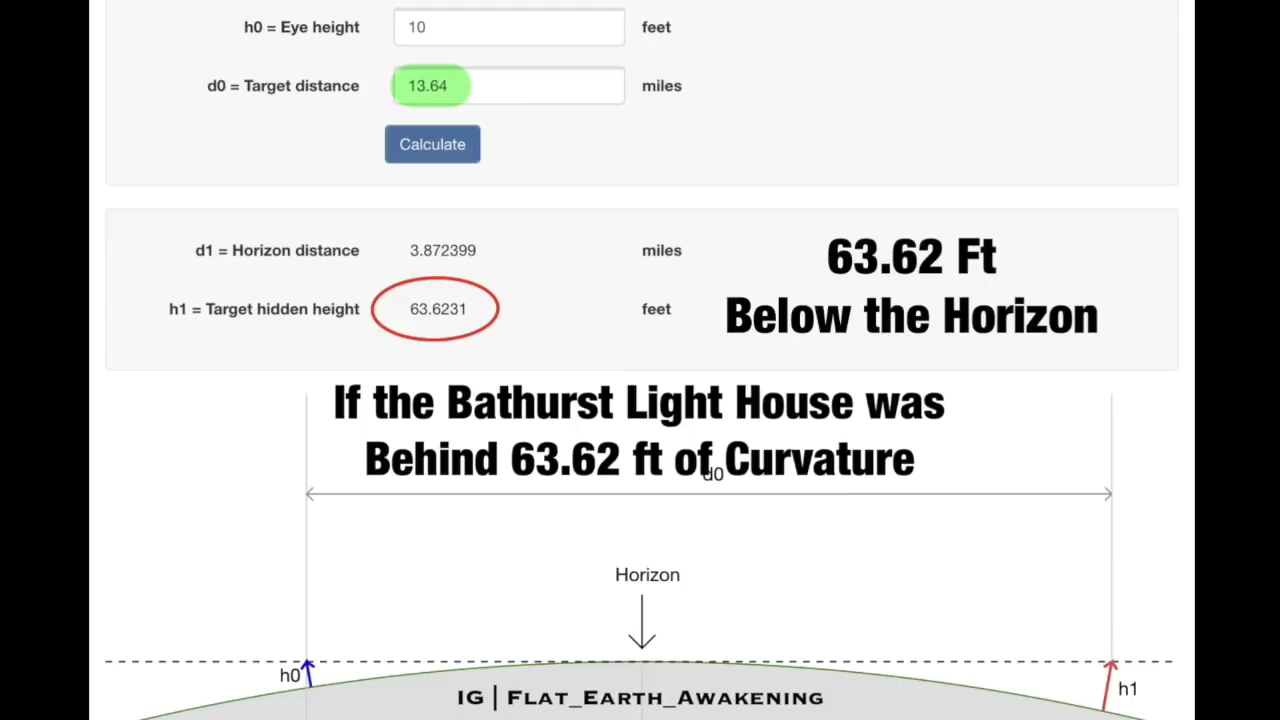 h0 = Eye height 10 feet
d0 = Target distance 13.64 miles
Calculate
d1 = Horizon distance 3.872399 miles
h1 = Target hidden height 63.6231 feet
63.62 Ft
Below the Horizon
If the Bathurst Light House was
Behind 63.62 ft of Curvature
d0
Horizon
h0
h1
IG | Flat_Earth_Awakening